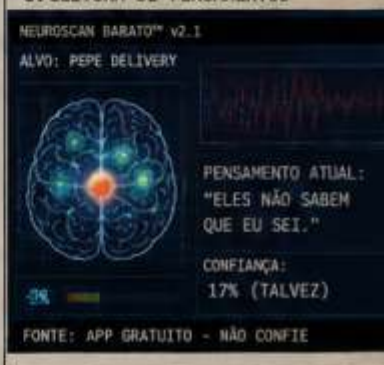 NEUROSCAN BARATO™ v2.1
ALVO: PEPE DELIVERY
PENSAMENTO ATUAL:
"ELES NÃO SABEM
QUE EU SEI."
CONFIANÇA:
17% (TALVEZ)
FONTE: APP GRATUITO - NÃO CONFIE